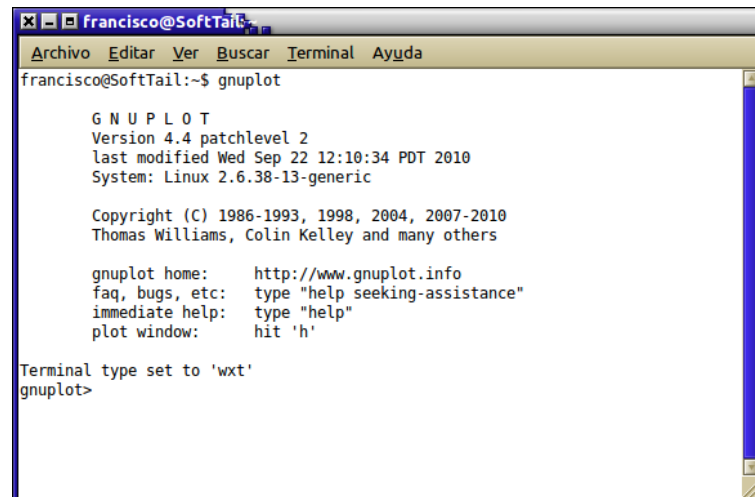 francisco@SoftTail: ~
Archivo Editar Ver Buscar Terminal Ayuda
francisco@SoftTail:~$ gnuplot
G N U P L O T
Version 4.4 patchlevel 2
last modified Wed Sep 22 12:10:34 PDT 2010
System: Linux 2.6.38-13-generic
Copyright (C) 1986-1993, 1998, 2004, 2007-2010
Thomas Williams, Colin Kelley and many others
gnuplot home: http://www.gnuplot.info
faq, bugs, etc: type "help seeking-assistance"
immediate help: type "help"
plot window: hit 'h'
Terminal type set to 'wxt'
gnuplot>